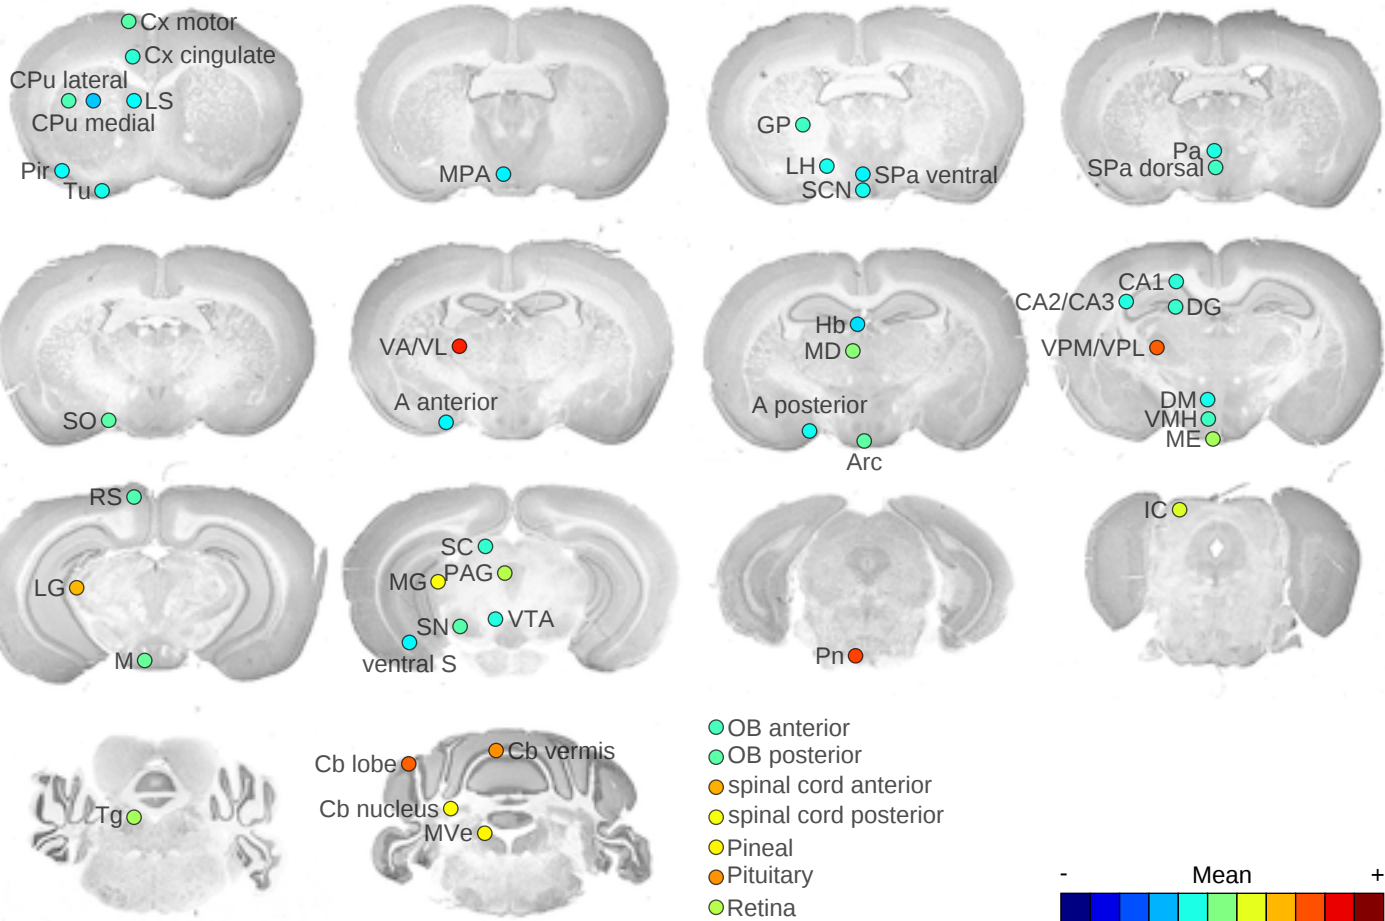 Cx motor
Cx cingulate
CPu lateral
LS
CPu medial
Pir
Tu
MPA
GP
LH
SPa ventral
SCN
Pa
SPa dorsal
SO
VA/VL
A anterior
Hb
MD
A posterior
Arc
CA1
CA2/CA3
DG
VPM/VPL
DM
VMH
ME
RS
LG
M
SC
MG
PAG
SN
VTA
ventral S
Pn
IC
Tg
Cb lobe
Cb vermis
Cb nucleus
MVe
OB anterior
OB posterior
spinal cord anterior
spinal cord posterior
Pineal
Pituitary
Retina
- Mean +